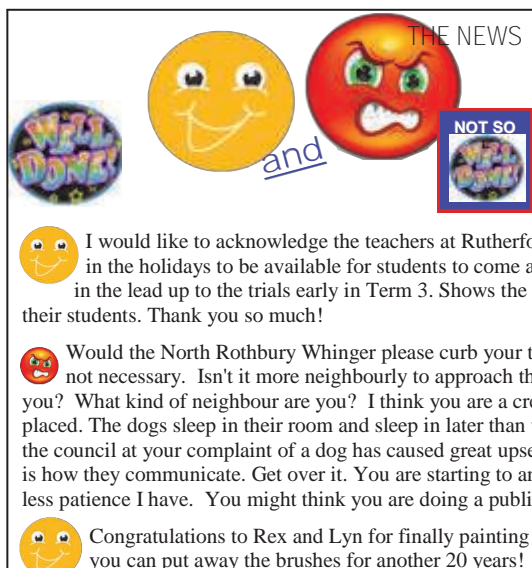 THE NEWS
WELL DONE!
and
NOT SO
WELL DONE!
I would like to acknowledge the teachers at Rutherfo
in the holidays to be available for students to come a
in the lead up to the trials early in Term 3. Shows the
their students. Thank you so much!
Would the North Rothbury Whinger please curb your t
not necessary. Isn't it more neighbourly to approach th
you? What kind of neighbour are you? I think you are a cre
placed. The dogs sleep in their room and sleep in later than
the council at your complaint of a dog has caused great upse
is how they communicate. Get over it. You are starting to an
less patience I have. You might think you are doing a publi
Congratulations to Rex and Lyn for finally painting
you can put away the brushes for another 20 years!